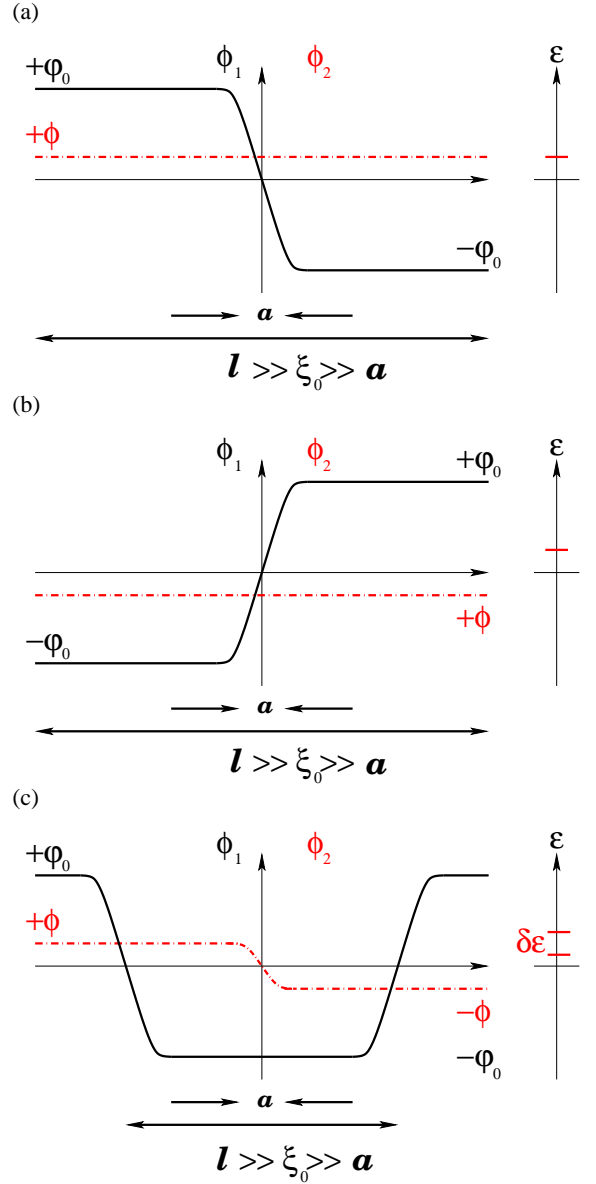 (a)
+φ₀ ϕ₁ ϕ₂ ε
+ϕ
−φ₀
a
l >> ξ₀ >> a
(b)
ϕ₁ ϕ₂ +φ₀ ε
−φ₀ +ϕ
a
l >> ξ₀ >> a
(c)
+φ₀ ϕ₁ ϕ₂ ε
+ϕ δε
−ϕ
−φ₀
a
l >> ξ₀ >> a